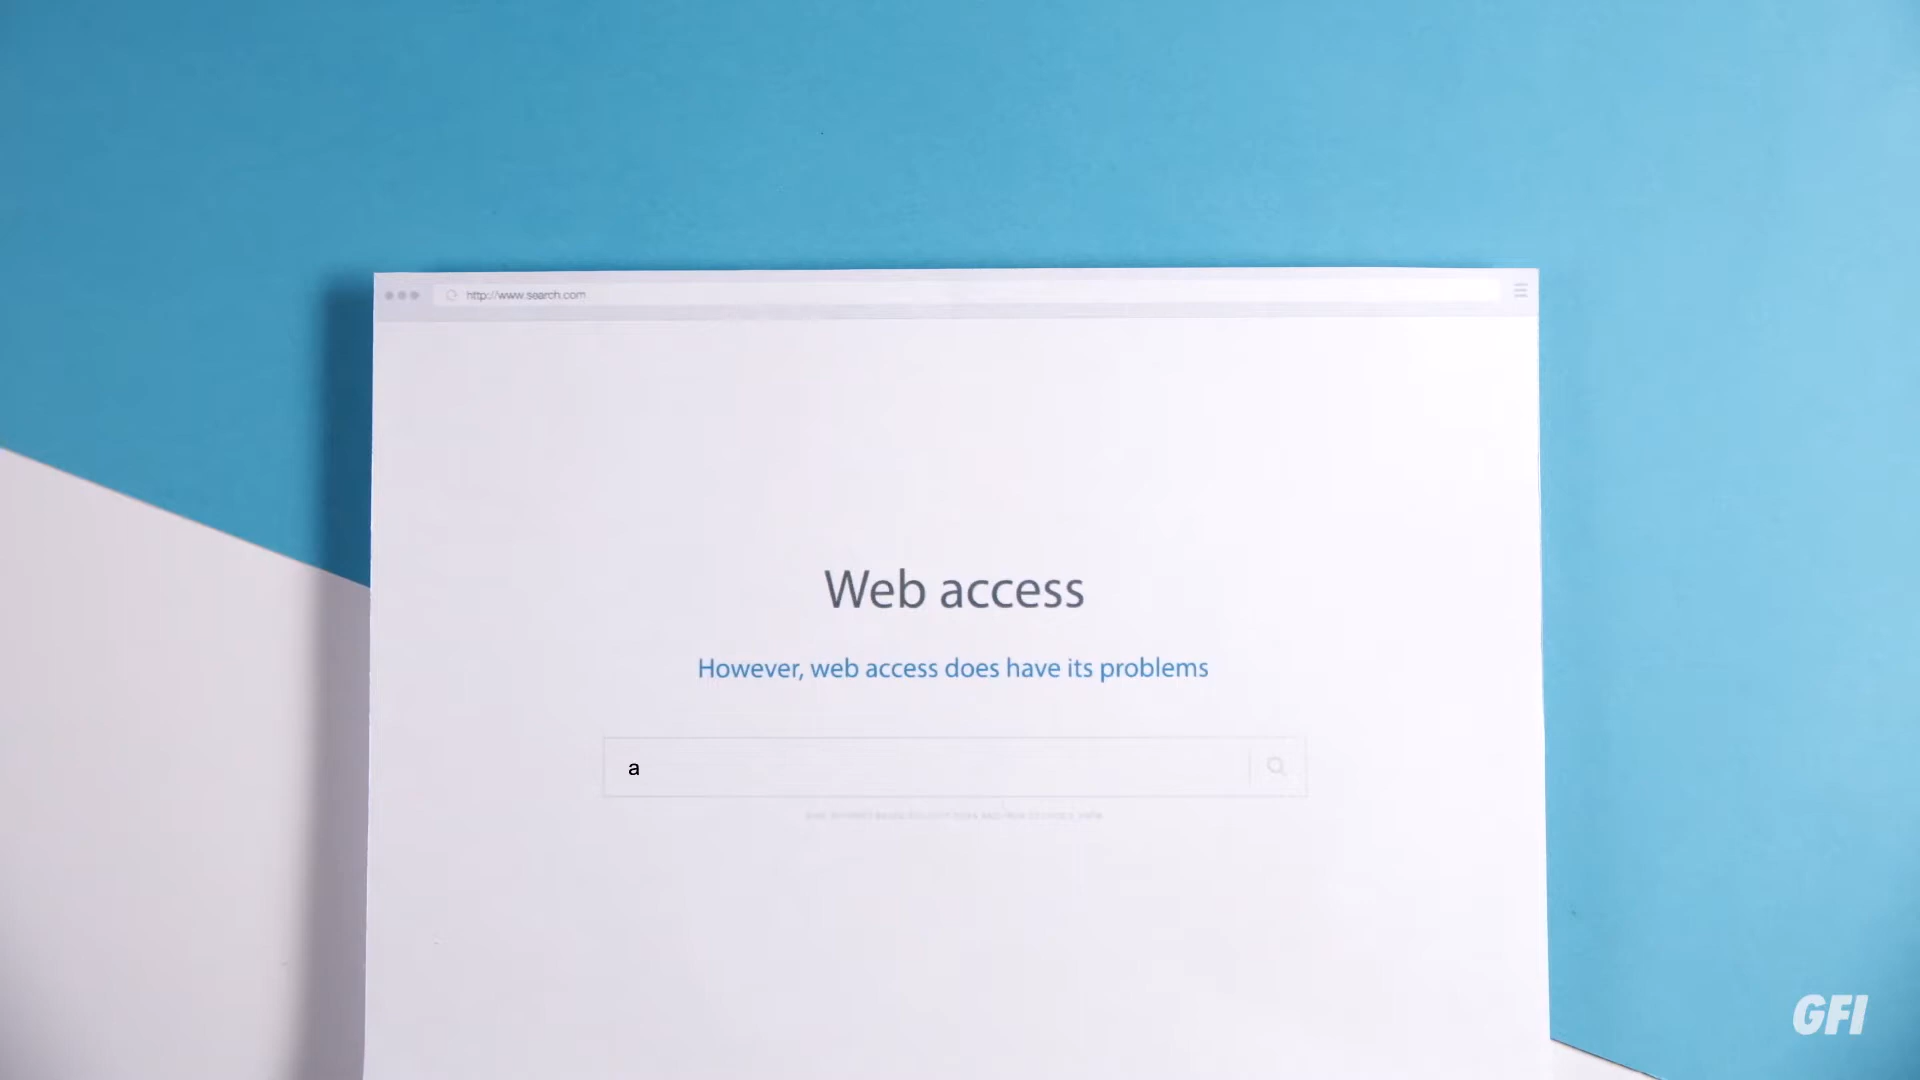 http://www.search.com
Web access
However, web access does have its problems
a
GFI